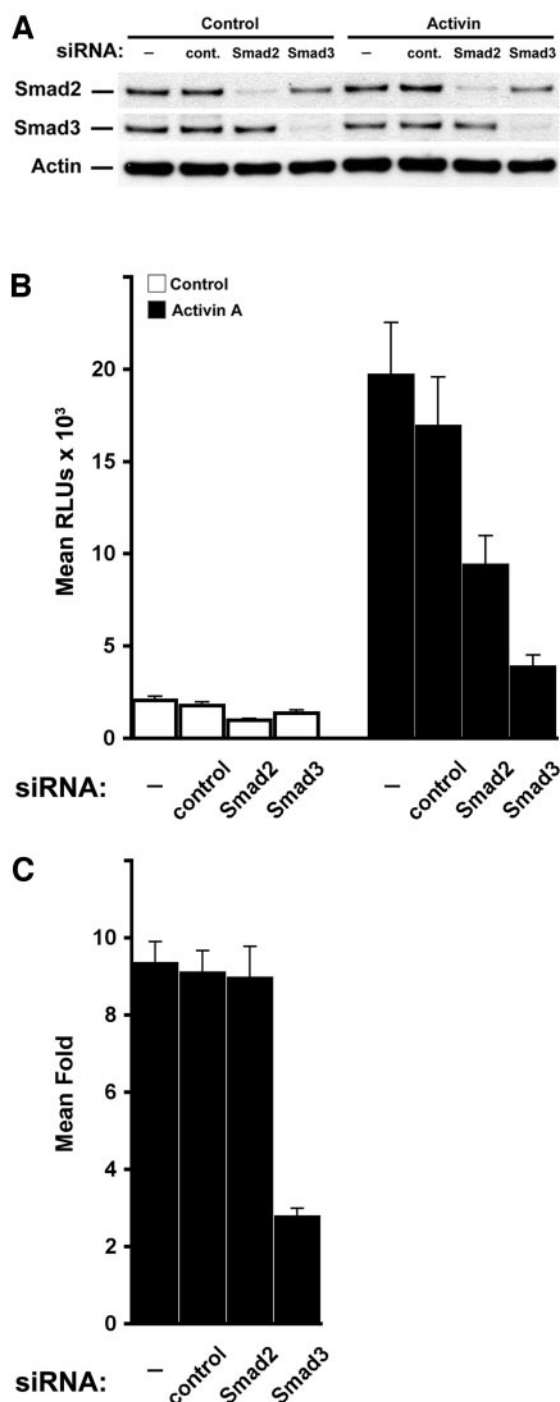 A
Control Activin
siRNA: – cont. Smad2 Smad3 – cont. Smad2 Smad3
Smad2 —
Smad3 —
Actin —
B
Control
Activin A
Mean RLUs x 10³
20
15
10
5
0
siRNA: – control Smad2 Smad3 – control Smad2 Smad3
C
Mean Fold
10
8
6
4
2
0
siRNA: – control Smad2 Smad3